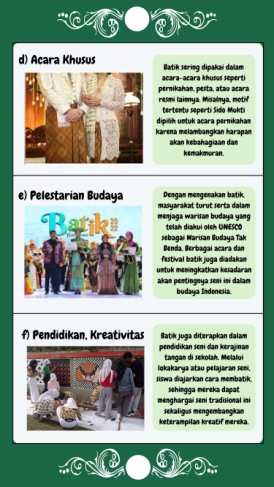 d) Acara Khusus
Batik sering dipakai dalam
acara-acara khusus seperti
pernikahan, pesta, atau acara
resmi lainnya. Misalnya, motif
tertentu seperti Sido Mukti
dipilih untuk acara pernikahan
karena melambangkan harapan
akan kebahagiaan dan
kemakmuran.
e) Pelestarian Budaya
Batik
Dengan mengenakan batik,
masyarakat turut serta dalam
menjaga warisan budaya yang
telah diakui oleh UNESCO
sebagai Warisan Budaya Tak
Benda. Berbagai acara dan
festival batik juga diadakan
untuk meningkatkan kesadaran
akan pentingnya seni ini dalam
budaya Indonesia.
f) Pendidikan, Kreativitas
Batik juga diterapkan dalam
pendidikan seni dan kerajinan
tangan di sekolah. Melalui
lokakarya atau pelajaran seni,
siswa diajarkan cara membatik,
sehingga mereka dapat
menghargai seni tradisional ini
sekaligus mengembangkan
keterampilan kreatif mereka.